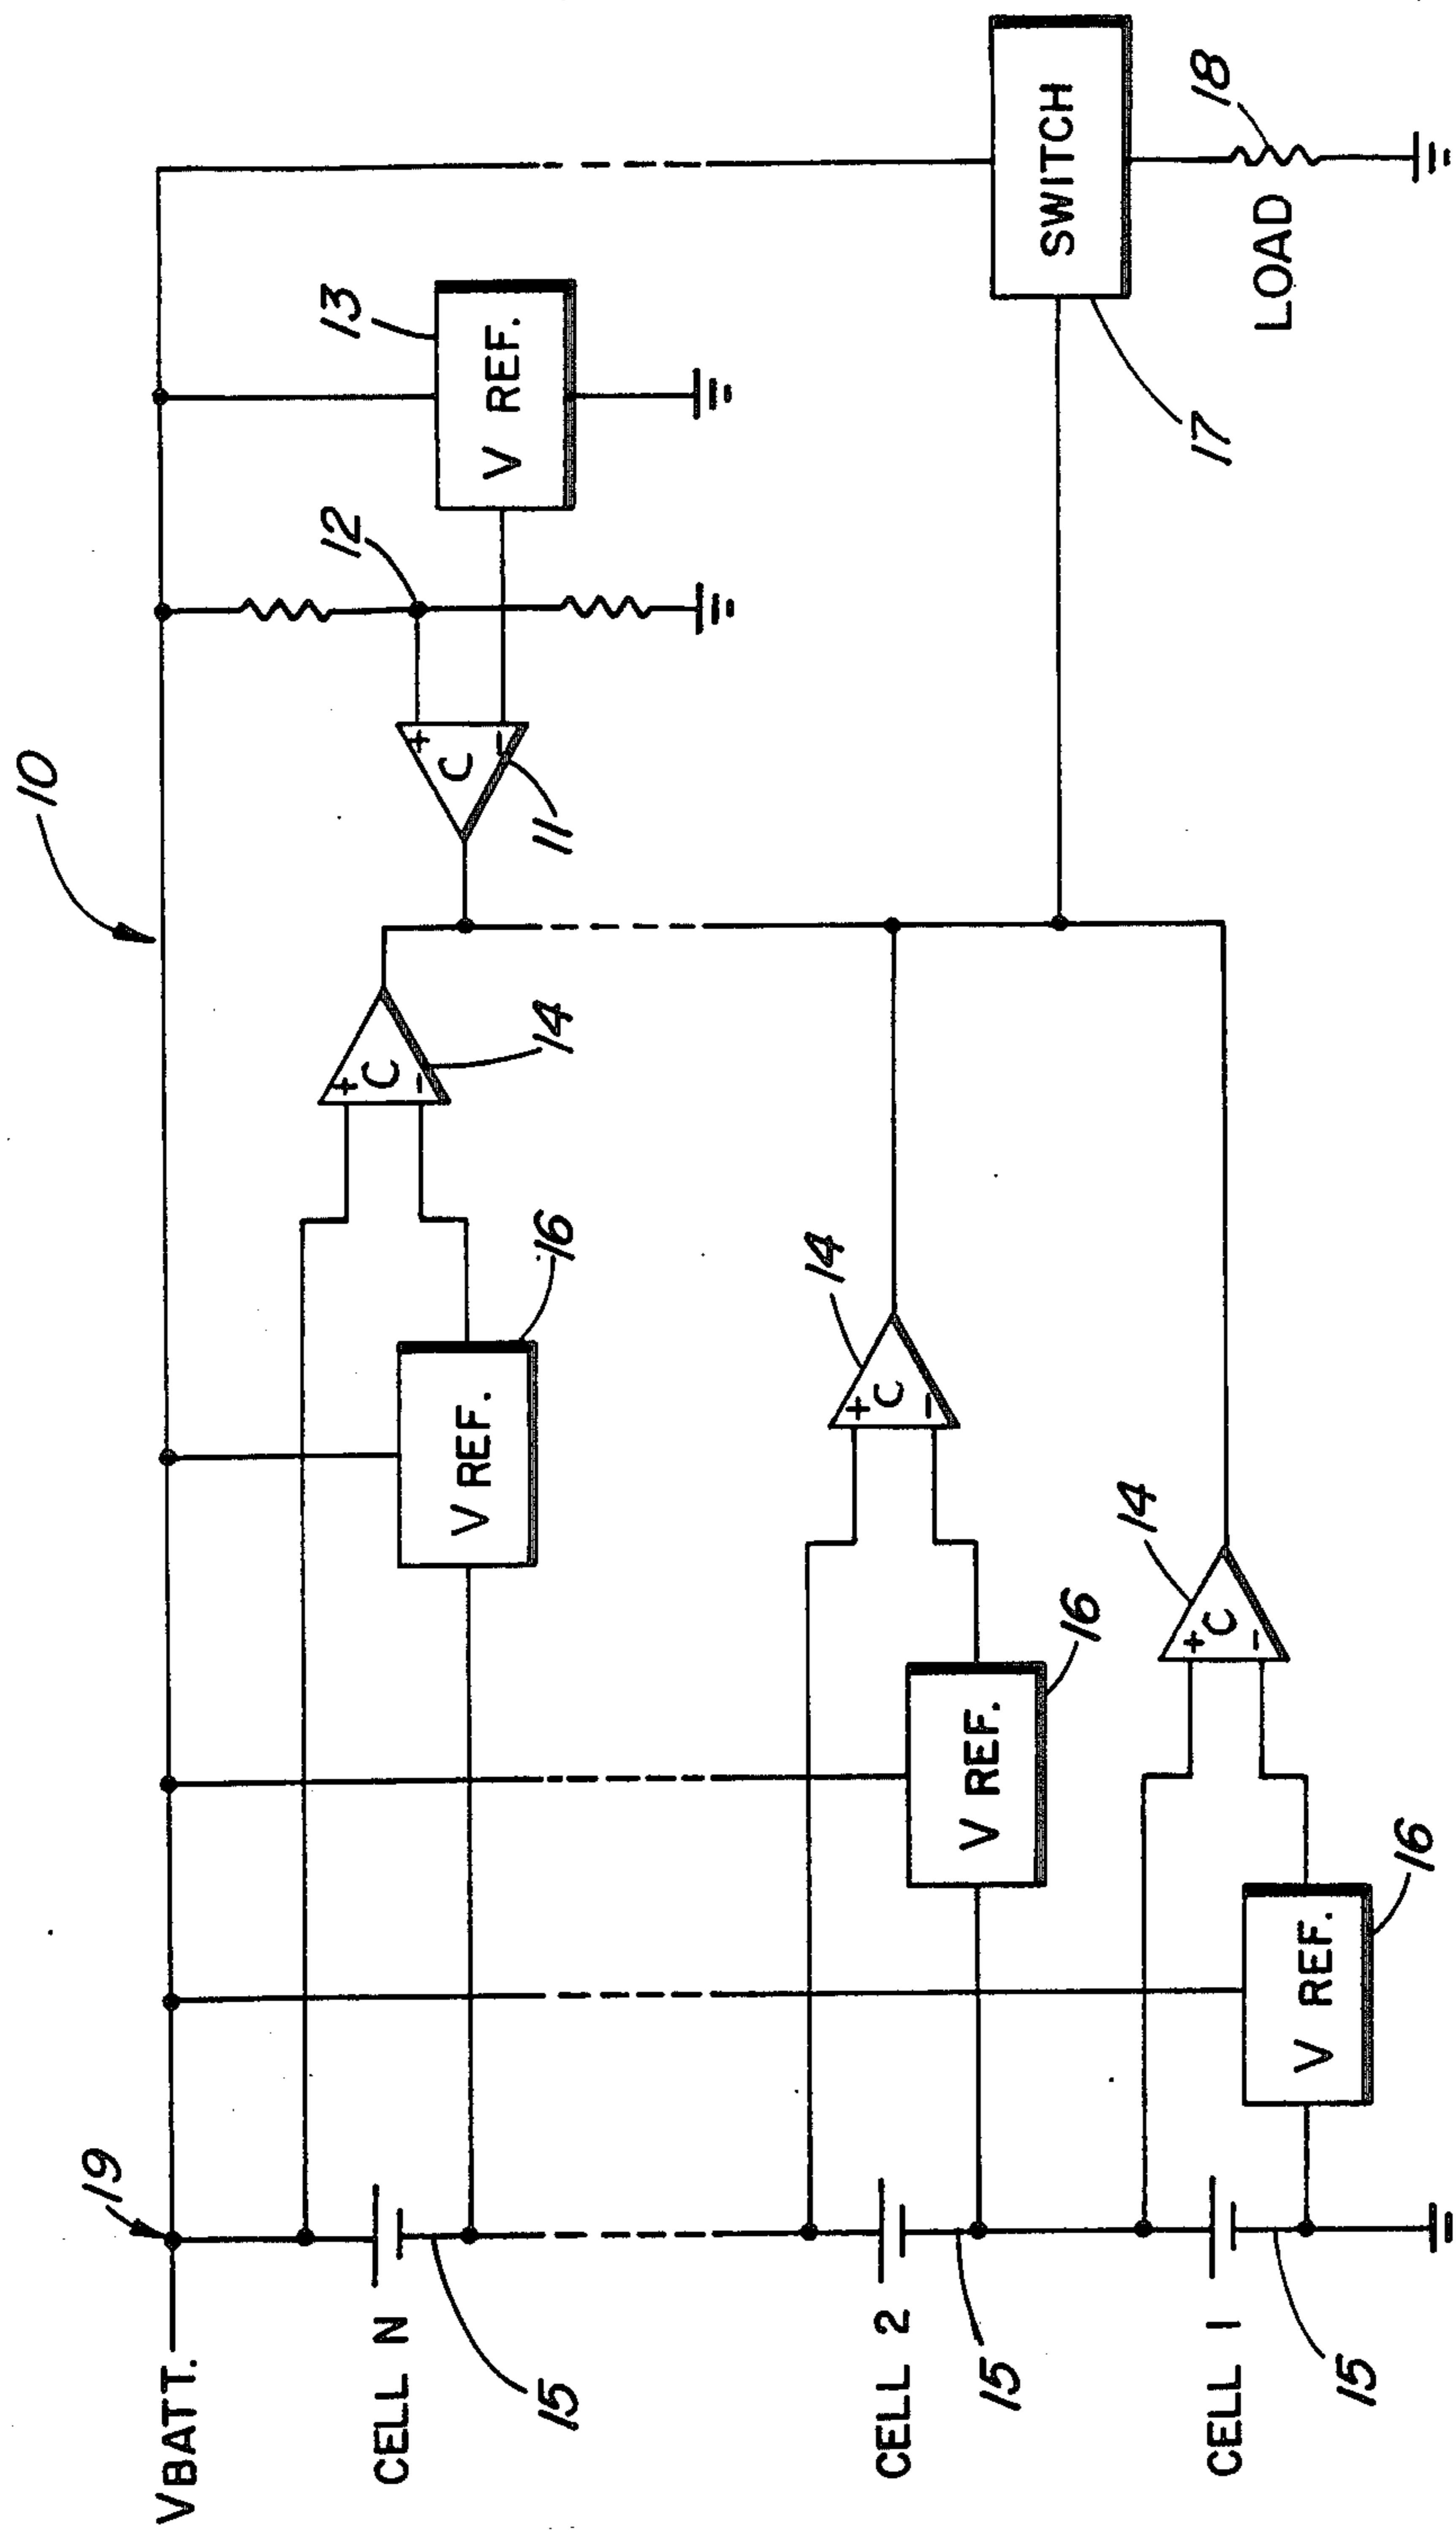 10
19
VBATT.
CELL N
15
V REF.
16
+
C
-
14
+
C
-
11
12
V REF.
13
CELL 2
15
V REF.
16
+
C
-
14
CELL 1
15
V REF.
16
+
C
-
14
SWITCH
17
LOAD
18